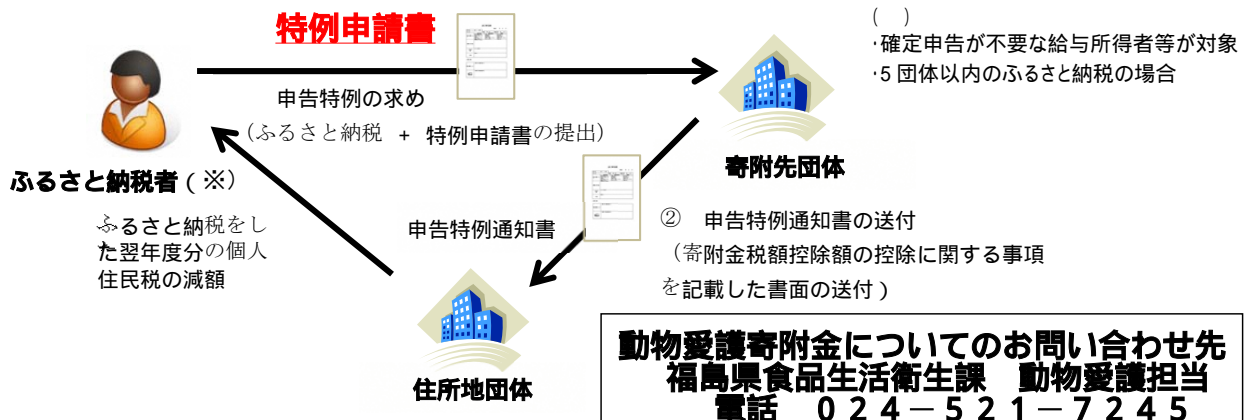 特例申請書
申告特例の求め
(ふるさと納税 + 特例申請書の提出)
( )
·確定申告が不要な給与所得者等が対象
·5団体以内のふるさと納税の場合
ふるさと納税者(※)
寄附先団体
ふるさと納税をし
た翌年度分の個人
住民税の減額
申告特例通知書
② 申告特例通知書の送付
(寄附金税額控除額の控除に関する事項
を記載した書面の送付)
住所地団体
動物愛護寄附金についてのお問い合わせ先
福島県食品生活衛生課 動物愛護担当
電話 024-521-7245